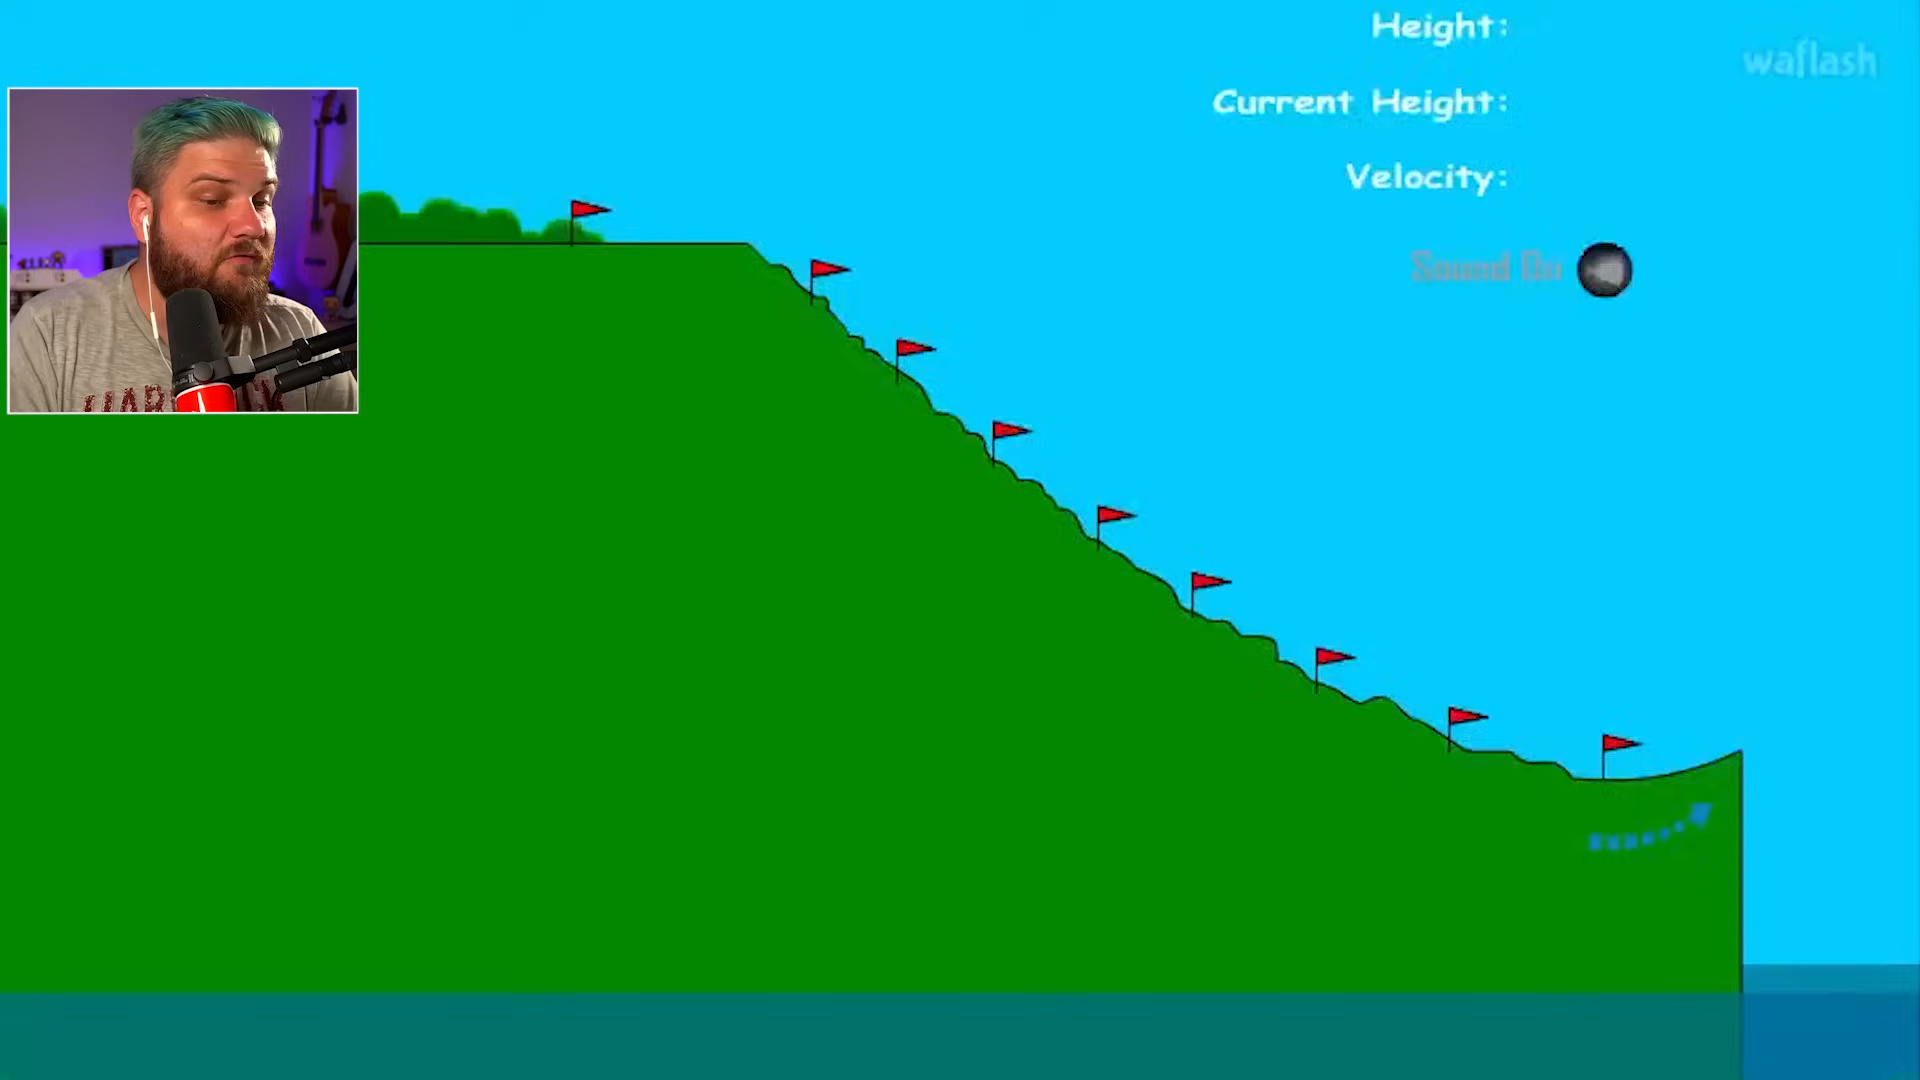 Height:
waflash
Current Height:
Velocity:
Sound On